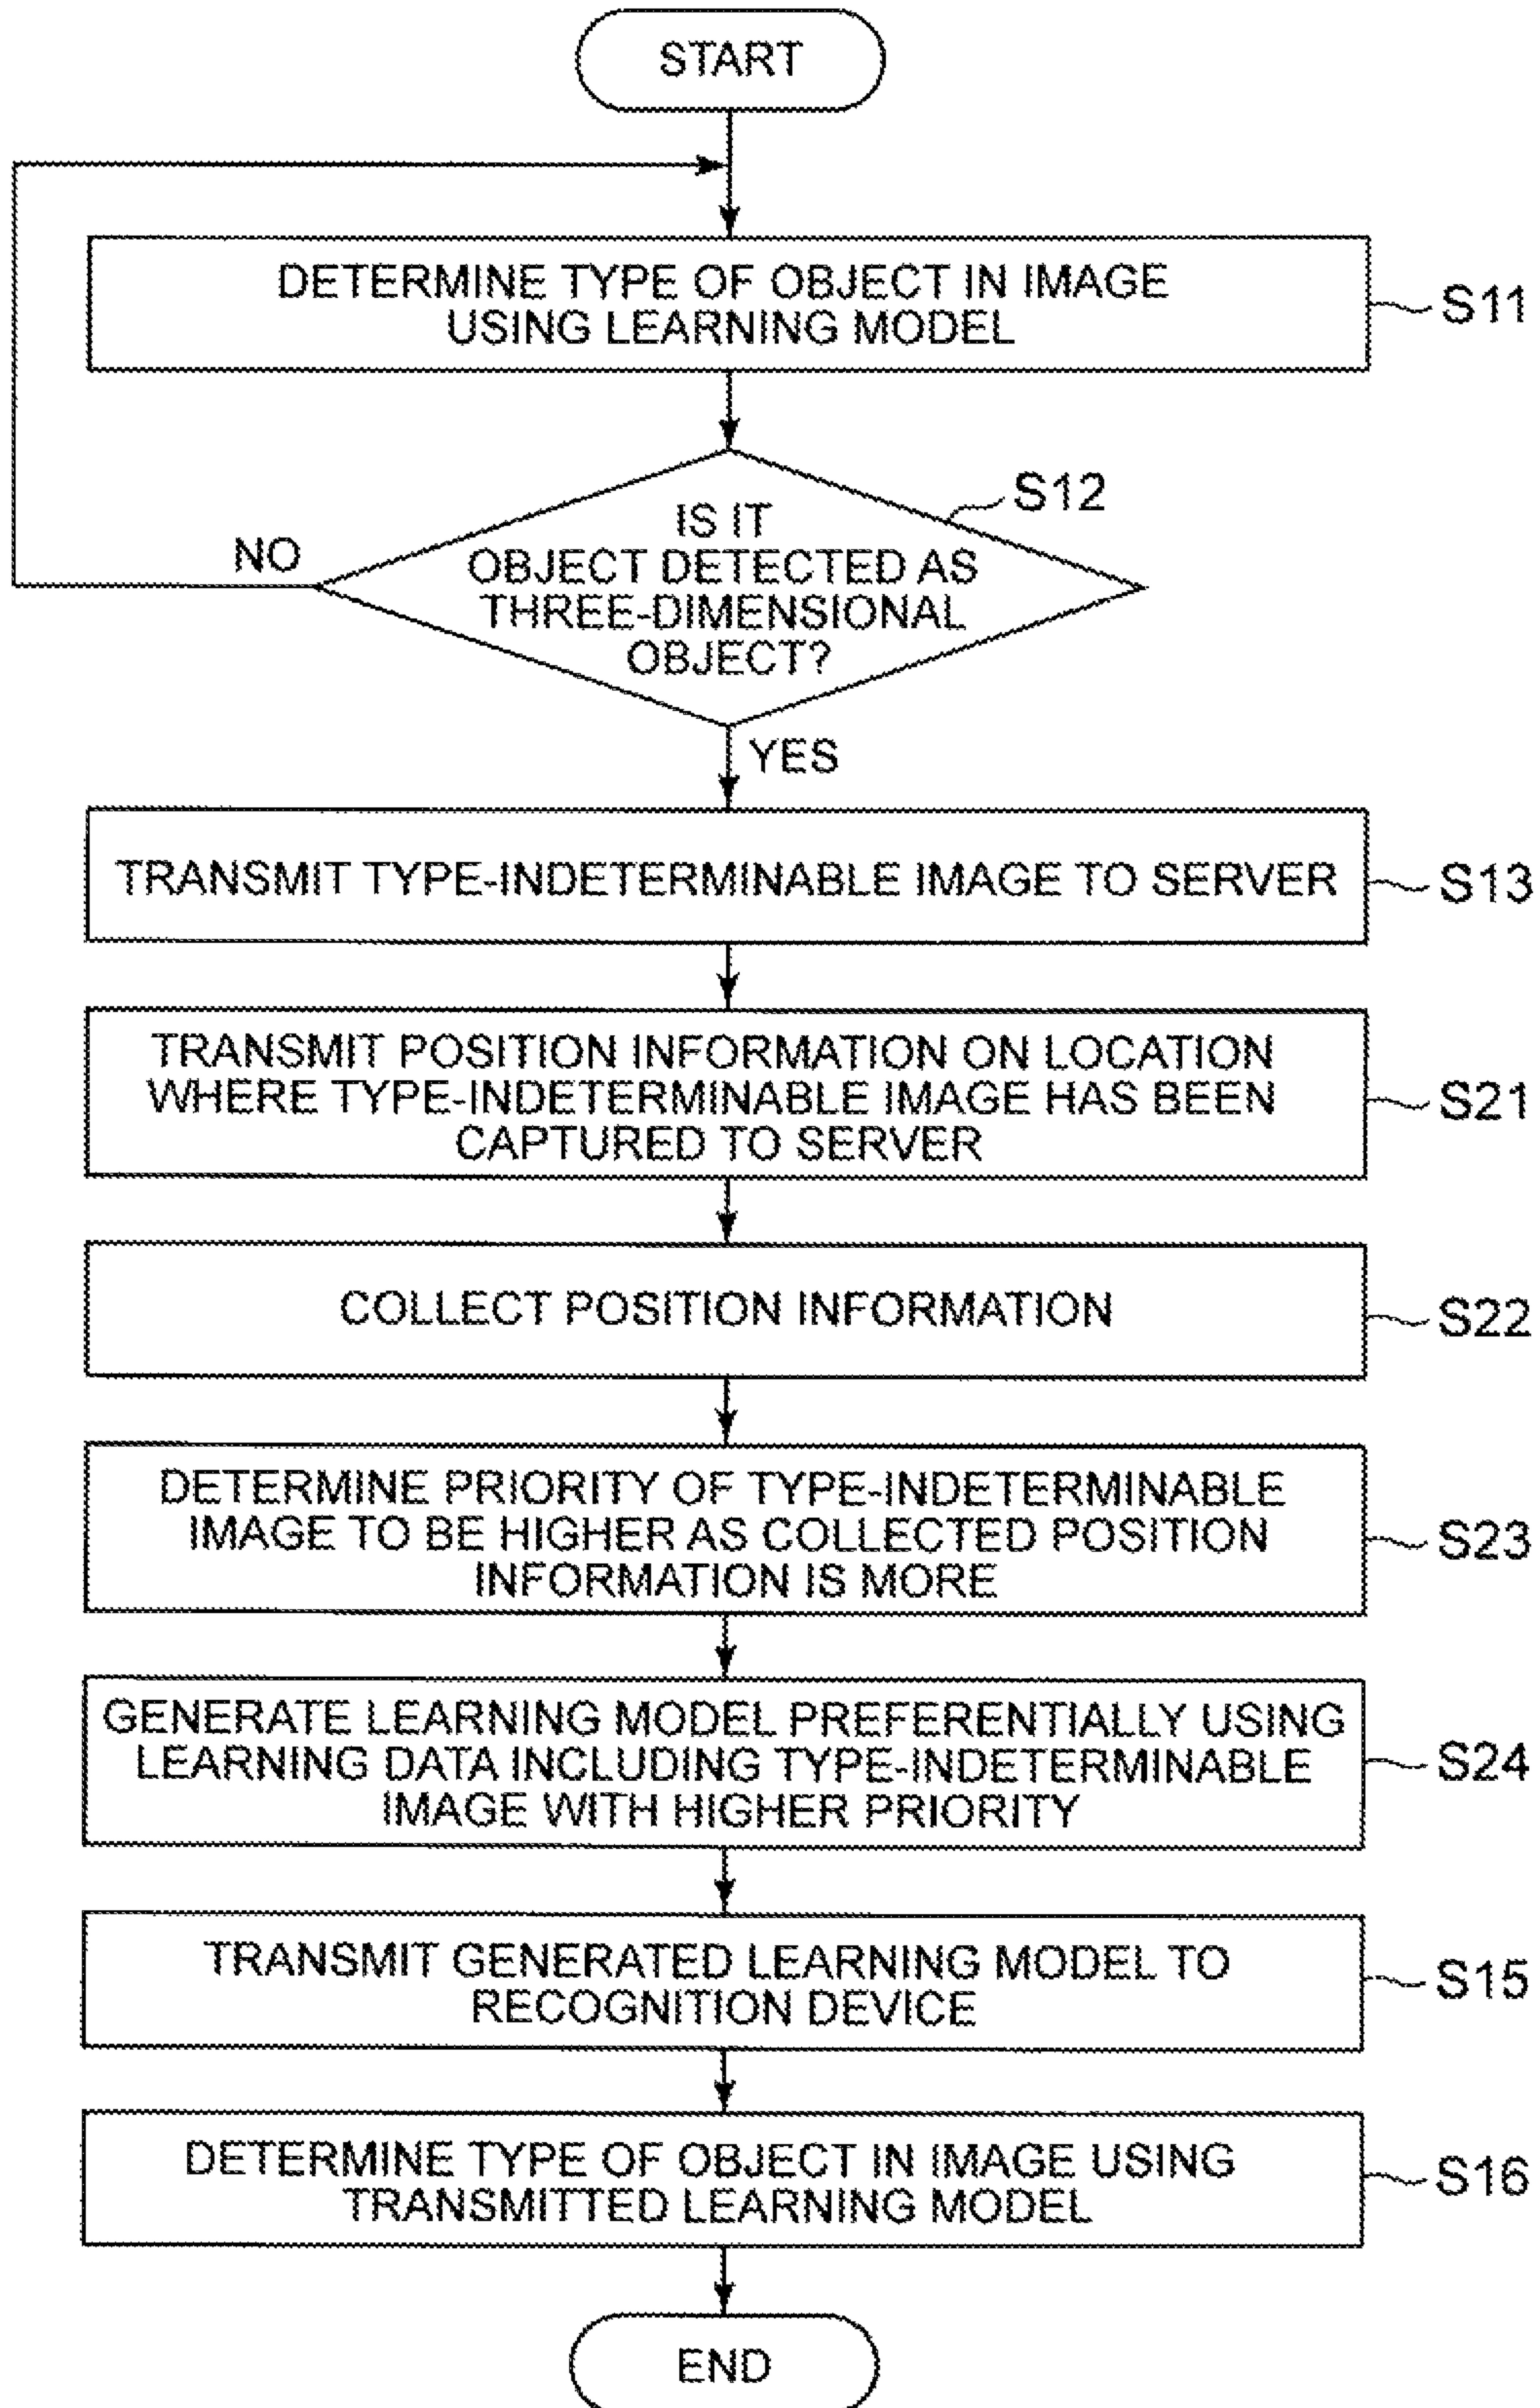 START
DETERMINE TYPE OF OBJECT IN IMAGE
USING LEARNING MODEL
S11
S12
IS IT
OBJECT DETECTED AS
THREE-DIMENSIONAL
OBJECT?
NO
YES
TRANSMIT TYPE-INDETERMINABLE IMAGE TO SERVER
S13
TRANSMIT POSITION INFORMATION ON LOCATION
WHERE TYPE-INDETERMINABLE IMAGE HAS BEEN
CAPTURED TO SERVER
S21
COLLECT POSITION INFORMATION
S22
DETERMINE PRIORITY OF TYPE-INDETERMINABLE
IMAGE TO BE HIGHER AS COLLECTED POSITION
INFORMATION IS MORE
S23
GENERATE LEARNING MODEL PREFERENTIALLY USING
LEARNING DATA INCLUDING TYPE-INDETERMINABLE
IMAGE WITH HIGHER PRIORITY
S24
TRANSMIT GENERATED LEARNING MODEL TO
RECOGNITION DEVICE
S15
DETERMINE TYPE OF OBJECT IN IMAGE USING
TRANSMITTED LEARNING MODEL
S16
END